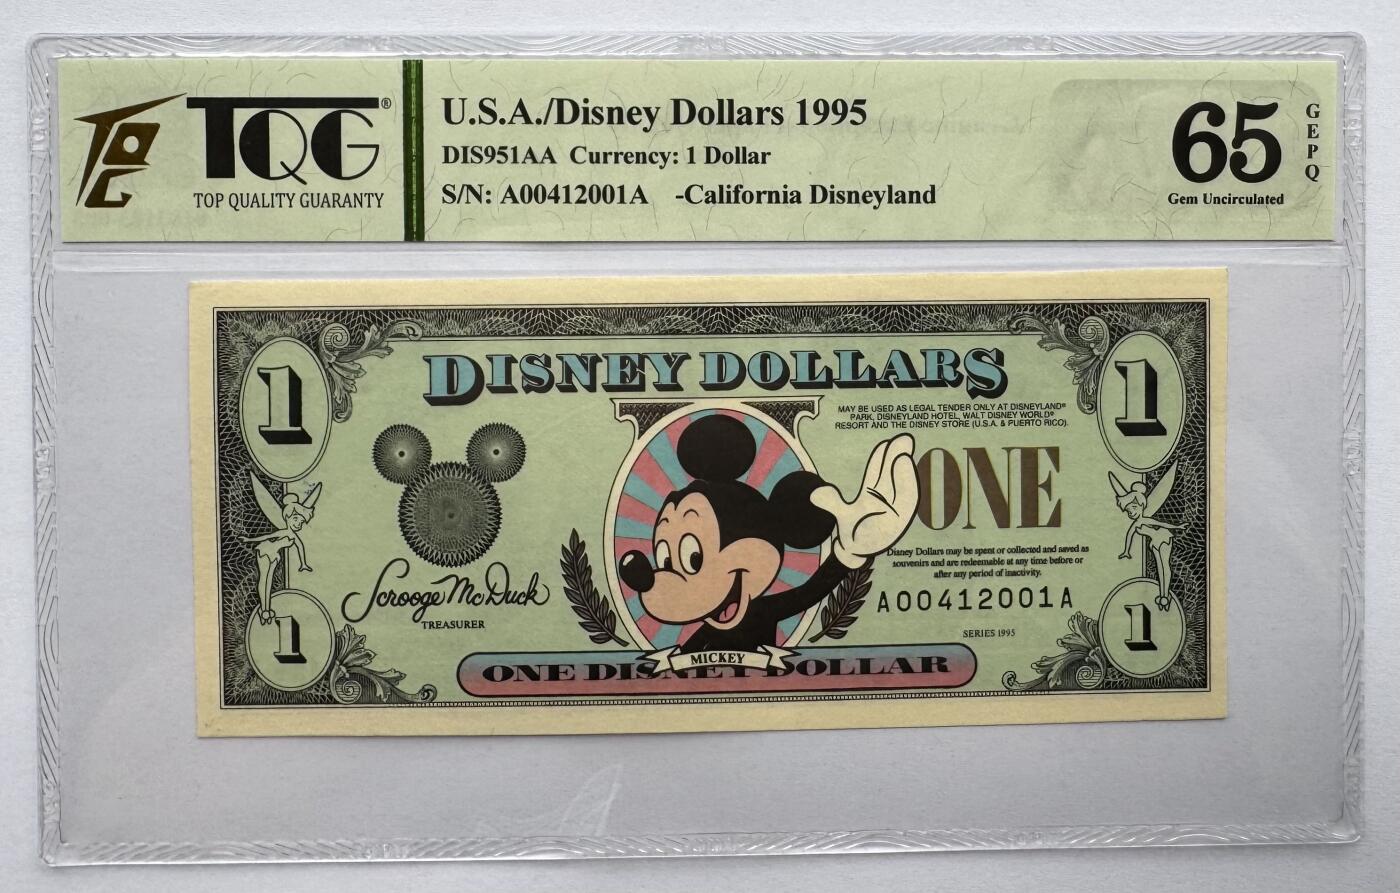 TQG®
TOP QUALITY GUARANTY
U.S.A./Disney Dollars 1995
DIS951AA Currency: 1 Dollar
S/N: A00412001A -California Disneyland
65
GEPQ
Gem Uncirculated
1
DISNEY DOLLARS
1
MAY BE USED AS LEGAL TENDER ONLY AT DISNEYLAND®
PARK, DISNEYLAND HOTEL, WALT DISNEY WORLD®
RESORT AND THE DISNEY STORE (U.S.A. & PUERTO RICO).
ONE
Disney Dollars may be spent or collected and saved as
souvenirs and are redeemable at any time before or
after any period of inactivity.
A00412001A
Scrooge McDuck
TREASURER
SERIES 1995
1
MICKEY
1
ONE DISNEY DOLLAR